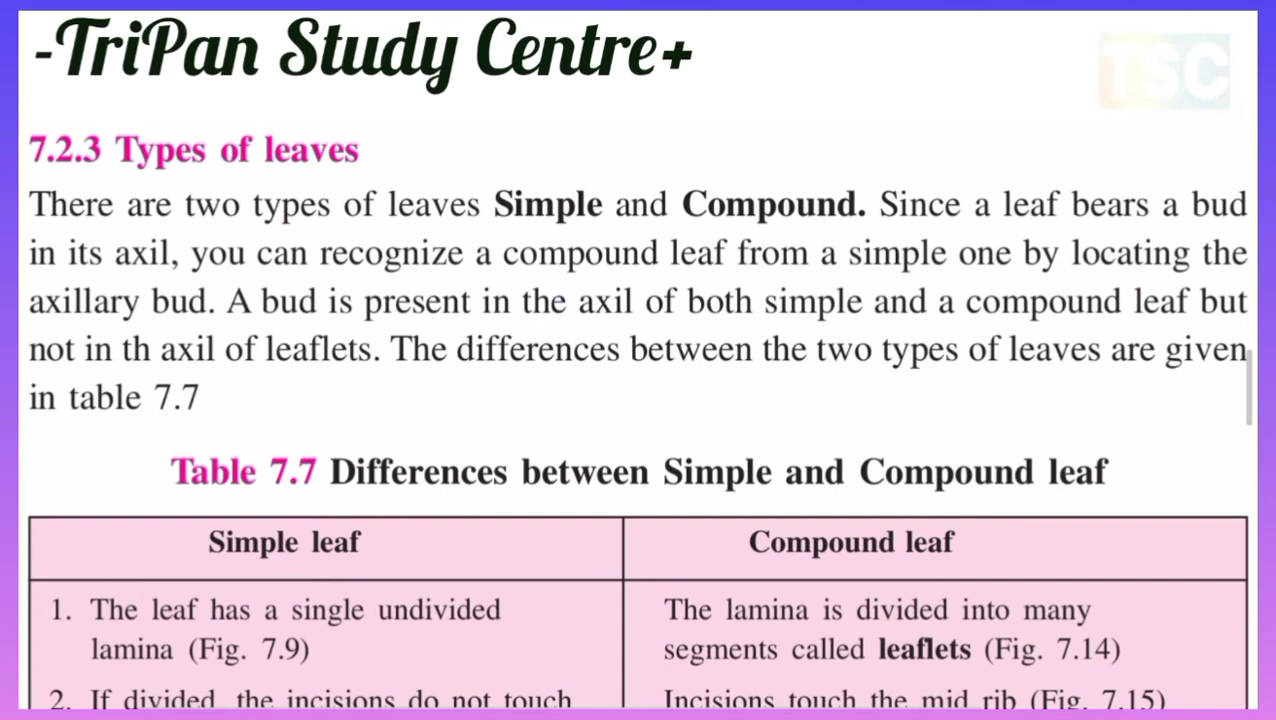 -TriPan Study Centre+
TSC
7.2.3 Types of leaves
There are two types of leaves Simple and Compound. Since a leaf bears a bud
in its axil, you can recognize a compound leaf from a simple one by locating the
axillary bud. A bud is present in the axil of both simple and a compound leaf but
not in th axil of leaflets. The differences between the two types of leaves are given
in table 7.7
Table 7.7 Differences between Simple and Compound leaf
Simple leaf
Compound leaf
1. The leaf has a single undivided
lamina (Fig. 7.9)
The lamina is divided into many
segments called leaflets (Fig. 7.14)
2. If divided, the incisions do not touch
Incisions touch the mid rib (Fig. 7.15)